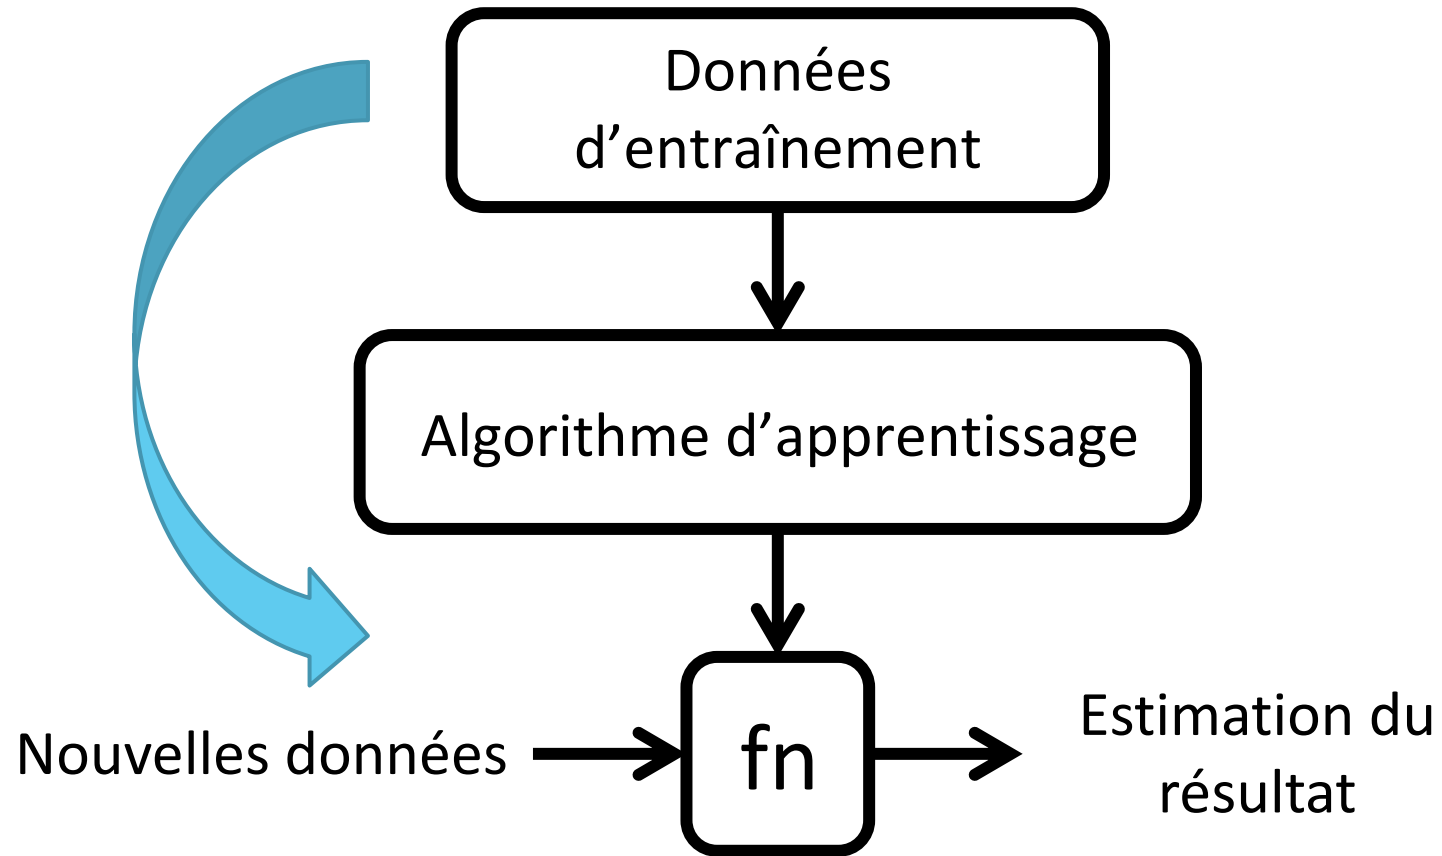 Données
d’entraînement
Algorithme d’apprentissage
Nouvelles données
fn
Estimation du
résultat